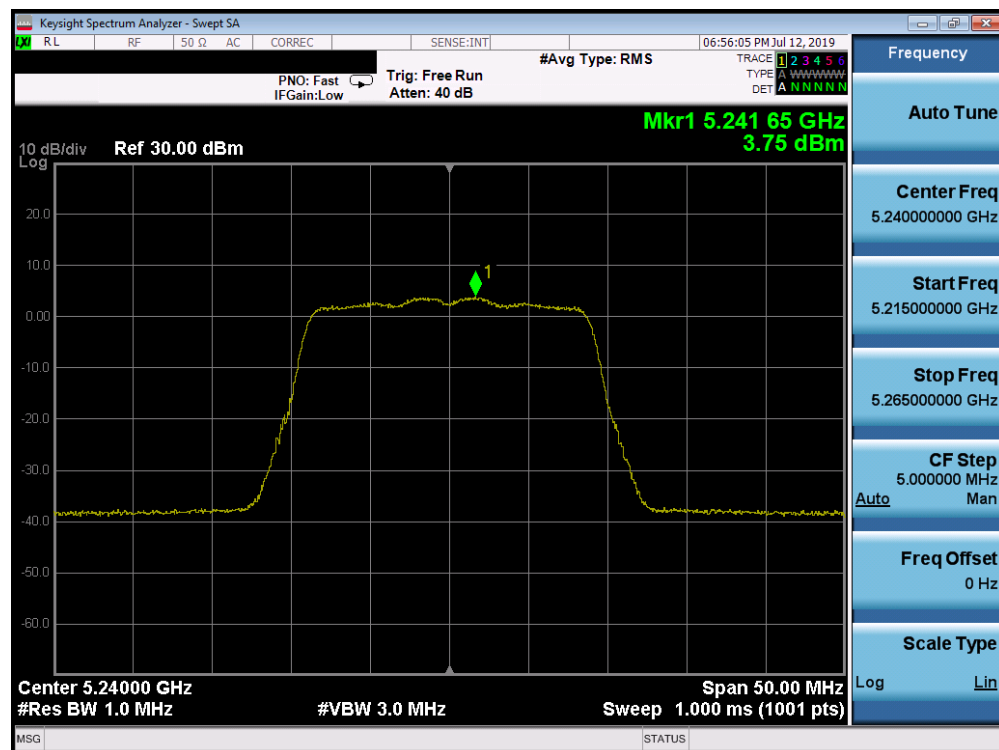 Keysight Spectrum Analyzer - Swept SA
LXI RL RF 50 Ω AC CORREC SENSE:INT 06:56:05 PM Jul 12, 2019
#Avg Type: RMS
TRACE 1 2 3 4 5 6
TYPE A WWWWW
DET A N N N N N
PNO: Fast
IFGain:Low
Trig: Free Run
Atten: 40 dB
Mkr1 5.241 65 GHz
3.75 dBm
10 dB/div
Log
Ref 30.00 dBm
20.0
10.0
0.00
-10.0
-20.0
-30.0
-40.0
-50.0
-60.0
1
Center 5.24000 GHz
Span 50.00 MHz
#Res BW 1.0 MHz
#VBW 3.0 MHz
Sweep 1.000 ms (1001 pts)
MSG
STATUS
Frequency
Auto Tune
Center Freq
5.240000000 GHz
Start Freq
5.215000000 GHz
Stop Freq
5.265000000 GHz
CF Step
5.000000 MHz
Auto Man
Freq Offset
0 Hz
Scale Type
Log Lin